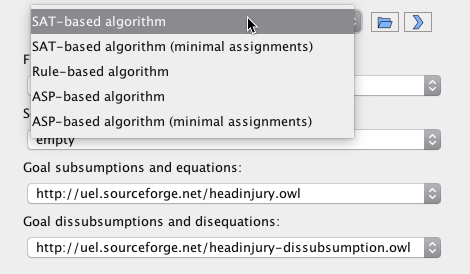 SAT-based algorithm
SAT-based algorithm (minimal assignments)
Rule-based algorithm
ASP-based algorithm
ASP-based algorithm (minimal assignments)
empty
Goal subsumptions and equations:
http://uel.sourceforge.net/headinjury.owl
Goal dissubsumptions and disequations:
http://uel.sourceforge.net/headinjury-dissubsumption.owl